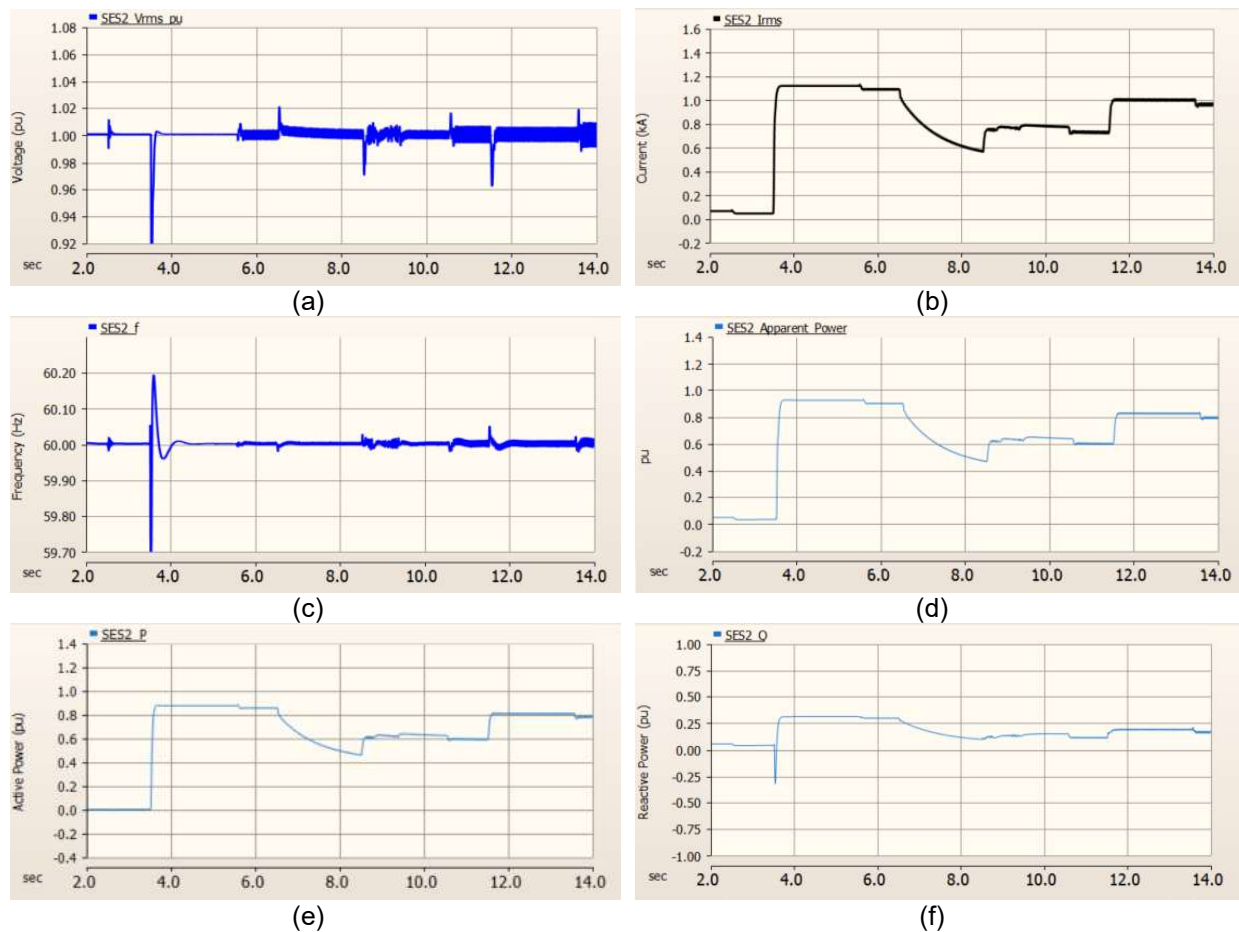 SES2_Vrms_pu
1.08
1.06
1.04
1.02
1.00
0.98
0.96
0.94
0.92
Voltage (pu)
sec
2.0 4.0 6.0 8.0 10.0 12.0 14.0
(a)
SES2_Irms
1.6
1.4
1.2
1.0
0.8
0.6
0.4
0.2
0.0
-0.2
Current (kA)
sec
2.0 4.0 6.0 8.0 10.0 12.0 14.0
(b)
SES2_f
60.20
60.10
60.00
59.90
59.80
59.70
Frequency (Hz)
sec
2.0 4.0 6.0 8.0 10.0 12.0 14.0
(c)
SES2_Apparent_Power
1.4
1.2
1.0
0.8
0.6
0.4
0.2
0.0
-0.2
pu
sec
2.0 4.0 6.0 8.0 10.0 12.0 14.0
(d)
SES2_P
1.4
1.2
1.0
0.8
0.6
0.4
0.2
0.0
-0.2
-0.4
Active Power (pu)
sec
2.0 4.0 6.0 8.0 10.0 12.0 14.0
(e)
SES2_Q
1.00
0.75
0.50
0.25
0.00
-0.25
-0.50
-0.75
-1.00
Reactive Power (pu)
sec
2.0 4.0 6.0 8.0 10.0 12.0 14.0
(f)